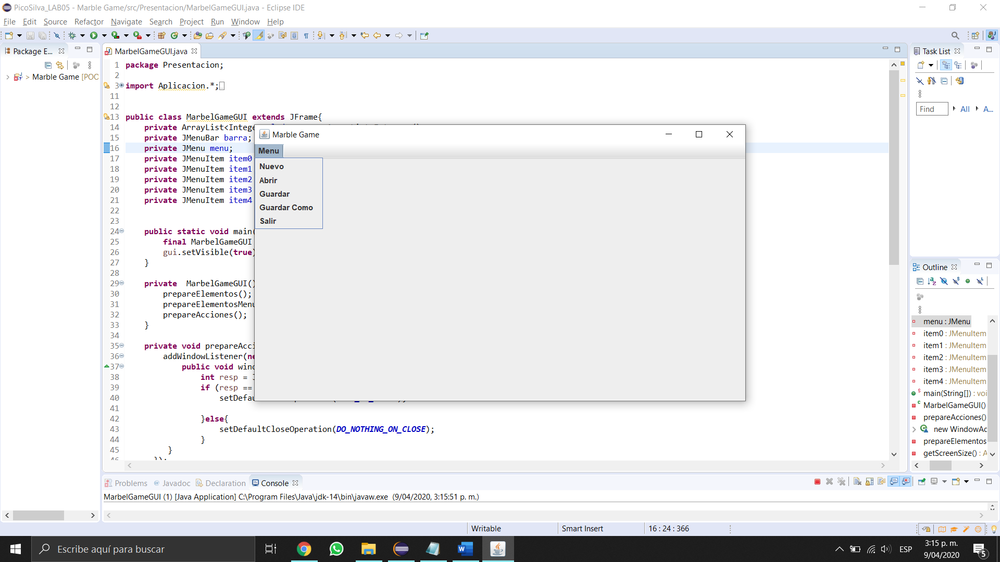 PicoSilva_LAB05 - Marble Game/src/Presentacion/MarbelGameGUI.java - Eclipse IDE
File Edit Source Refactor Navigate Search Project Run Window Help
Package E...
Marble Game [POC
MarbelGameGUI.java
1 package Presentacion;
2
3 import Aplicacion.*;
11
12
13 public class MarbelGameGUI extends JFrame{
14 private ArrayList<Intege
15 private JMenuBar barra;
16 private JMenu menu;
17 private JMenuItem item0
18 private JMenuItem item1
19 private JMenuItem item2
20 private JMenuItem item3
21 private JMenuItem item4
22
23
24 public static void main(
25 final MarbelGameGUI
26 gui.setVisible(true)
27 }
28
29 private MarbelGameGUI()
30 prepareElementos();
31 prepareElementosMenu
32 prepareAcciones();
33 }
34
35 private void prepareAcci
36 addWindowListener(ne
37 public void wind
38 int resp = J
39 if (resp ==
40 setDefau
41
42 }else{
43 setDefaultCloseOperation(DO_NOTHING_ON_CLOSE);
44 }
45 }
46 });
Marble Game
Menu
Nuevo
Abrir
Guardar
Guardar Como
Salir
Task List
Find All A...
Outline
menu : JMenu
item0 : JMenuItem
item1 : JMenuItem
item2 : JMenuItem
item3 : JMenuItem
item4 : JMenuItem
main(String[]) : voi
MarbelGameGUI()
prepareAcciones()
new WindowAc
prepareElementos
getScreenSize() : A
Problems @ Javadoc Declaration Console
MarbelGameGUI (1) [Java Application] C:\Program Files\Java\jdk-14\bin\javaw.exe (9/04/2020, 3:15:51 p. m.)
Writable Smart Insert 16 : 24 : 366
Escribe aquí para buscar
ESP
3:15 p. m.
9/04/2020
5